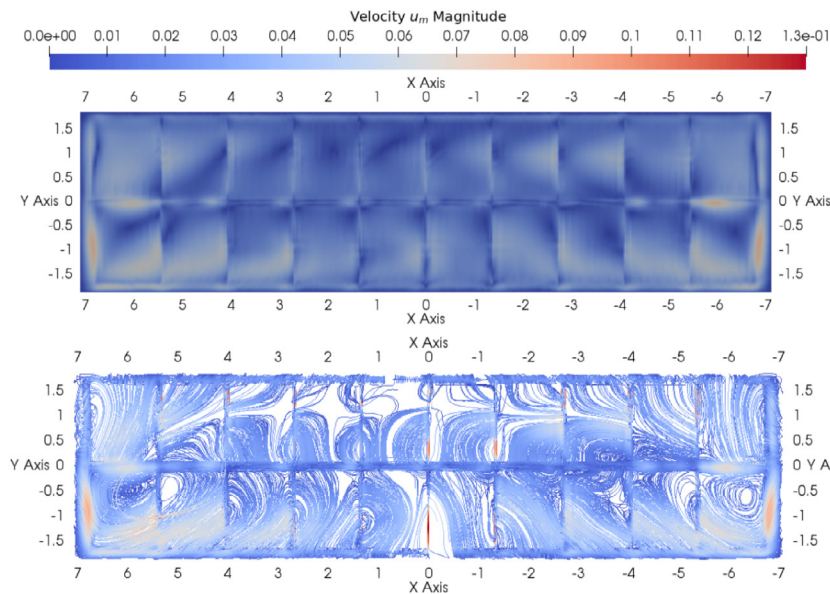 Velocity u_m Magnitude
0.0e+00 0.01 0.02 0.03 0.04 0.05 0.06 0.07 0.08 0.09 0.1 0.11 0.12 1.3e-01
X Axis
7 6 5 4 3 2 1 0 -1 -2 -3 -4 -5 -6 -7
1.5 1.5
1 1
0.5 0.5
Y Axis 0 0 Y Axis
-0.5 -0.5
-1 -1
-1.5 -1.5
7 6 5 4 3 2 1 0 -1 -2 -3 -4 -5 -6 -7
X Axis
X Axis
7 6 5 4 3 2 1 0 -1 -2 -3 -4 -5 -6 -7
1.5 1.5
1 1
0.5 0.5
Y Axis 0 0 Y A
-0.5 -0.5
-1 -1
-1.5 -1.5
7 6 5 4 3 2 1 0 -1 -2 -3 -4 -5 -6 -7
X Axis